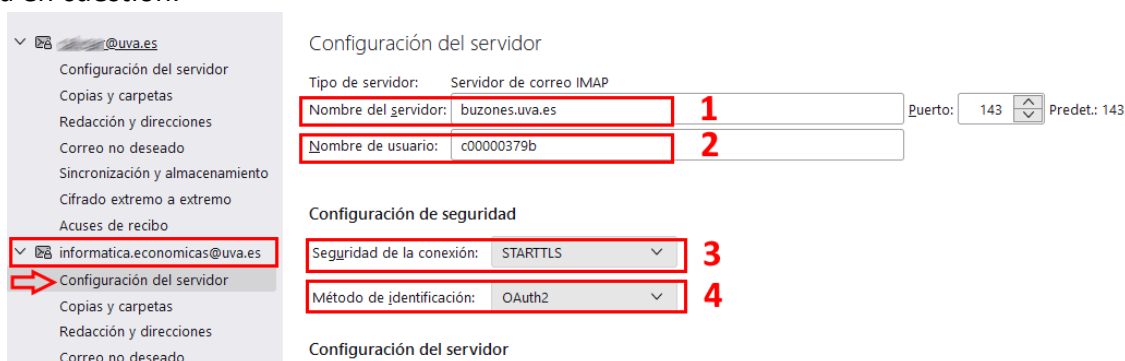 @uva.es
Configuración del servidor
Copias y carpetas
Redacción y direcciones
Correo no deseado
Sincronización y almacenamiento
Cifrado extremo a extremo
Acuses de recibo
informatica.economicas@uva.es
Configuración del servidor
Copias y carpetas
Redacción y direcciones
Correo no deseado
Configuración del servidor
Tipo de servidor: Servidor de correo IMAP
Nombre del servidor: buzones.uva.es 1 Puerto: 143 Predet.: 143
Nombre de usuario: c00000379b 2
Configuración de seguridad
Seguridad de la conexión: STARTTLS 3
Método de identificación: OAuth2 4
Configuración del servidor